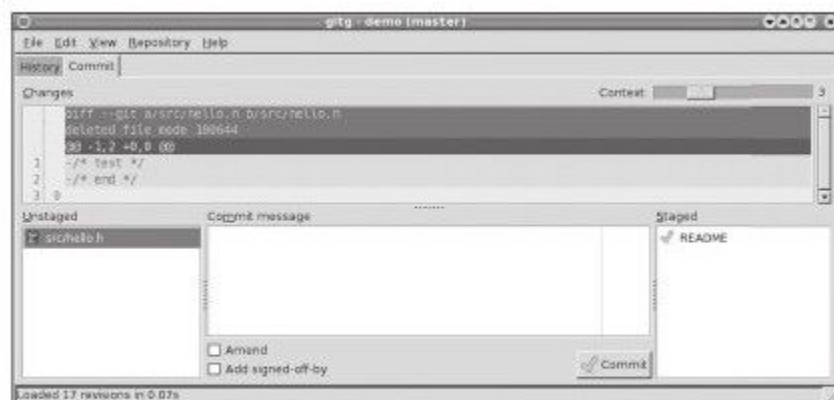 gitg - demo (master)
File Edit View Repository Help
History Commit
Changes
Context 3
diff --git a/src/hello.h b/src/hello.h
deleted file mode 100644
@@ -1,2 +0,0 @@
1 -/* test */
2 -/* end */
3 0
Unstaged
Commit message
Staged
src/hello.h
README
Amend
Add signed-off-by
Commit
Loaded 17 revisions in 0.07s